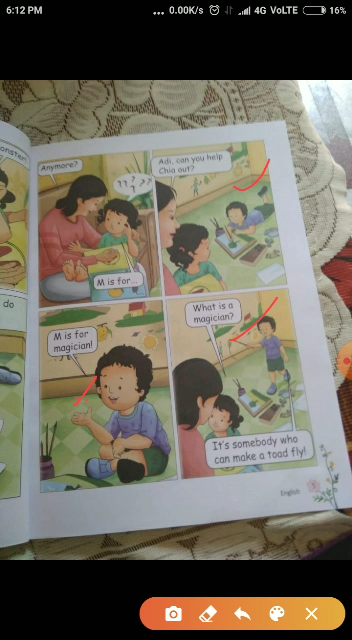 6:12 PM ... 0.00K/s 4G VoLTE 16%
Anymore?
???
M is for...
Adi, can you help
Chia out?
M is for
magician!
What is a
magician?
It's somebody who
can make a toad fly!
do
English